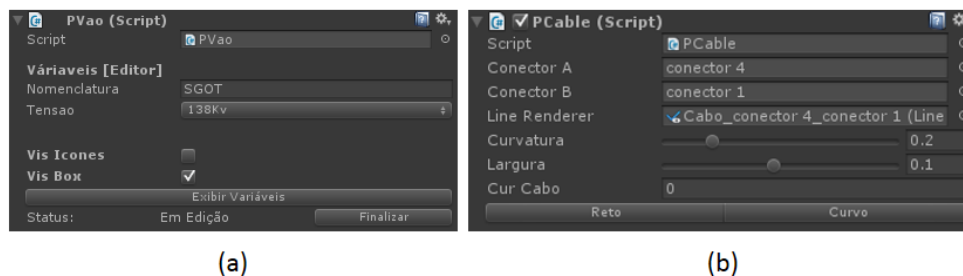 PVao (Script)
Script PVao
Váriaveis [Editor]
Nomenclatura SGOT
Tensao 138Kv
Vis Icones
Vis Box
Exibir Variáveis
Status: Em Edição Finalizar
(a)
PCable (Script)
Script PCable
Conector A conector 4
Conector B conector 1
Line Renderer Cabo_conector 4_conector 1 (Line
Curvatura 0.2
Largura 0.1
Cur Cabo 0
Reto Curvo
(b)